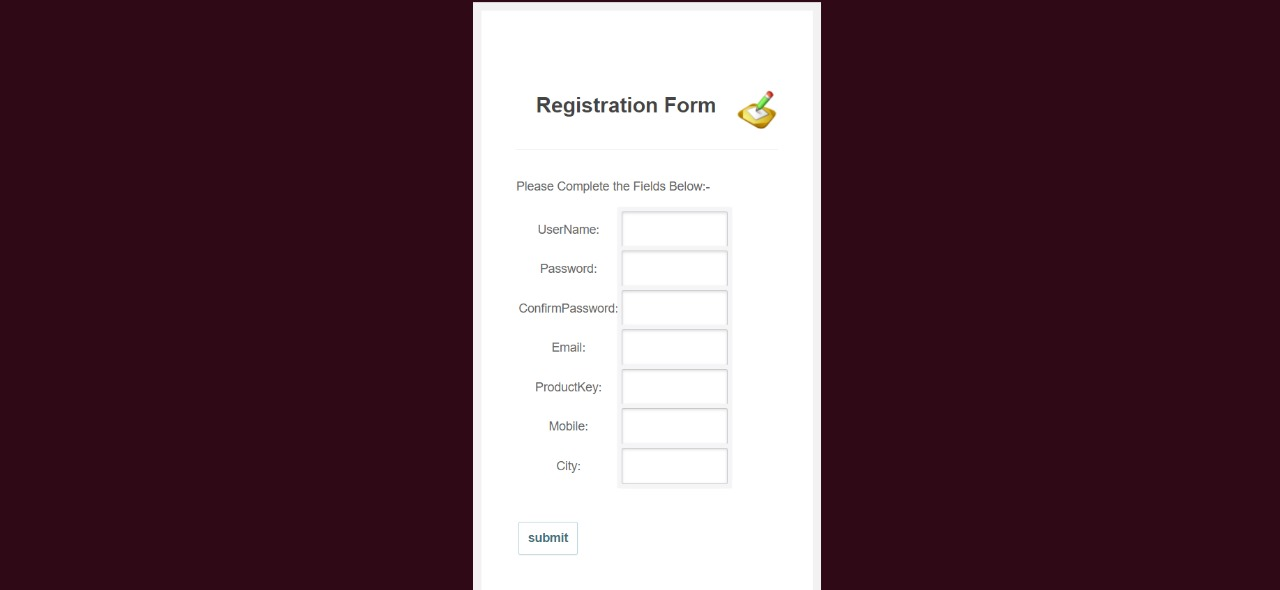 Registration Form
Please Complete the Fields Below:-
UserName:
Password:
ConfirmPassword:
Email:
ProductKey:
Mobile:
City:
submit